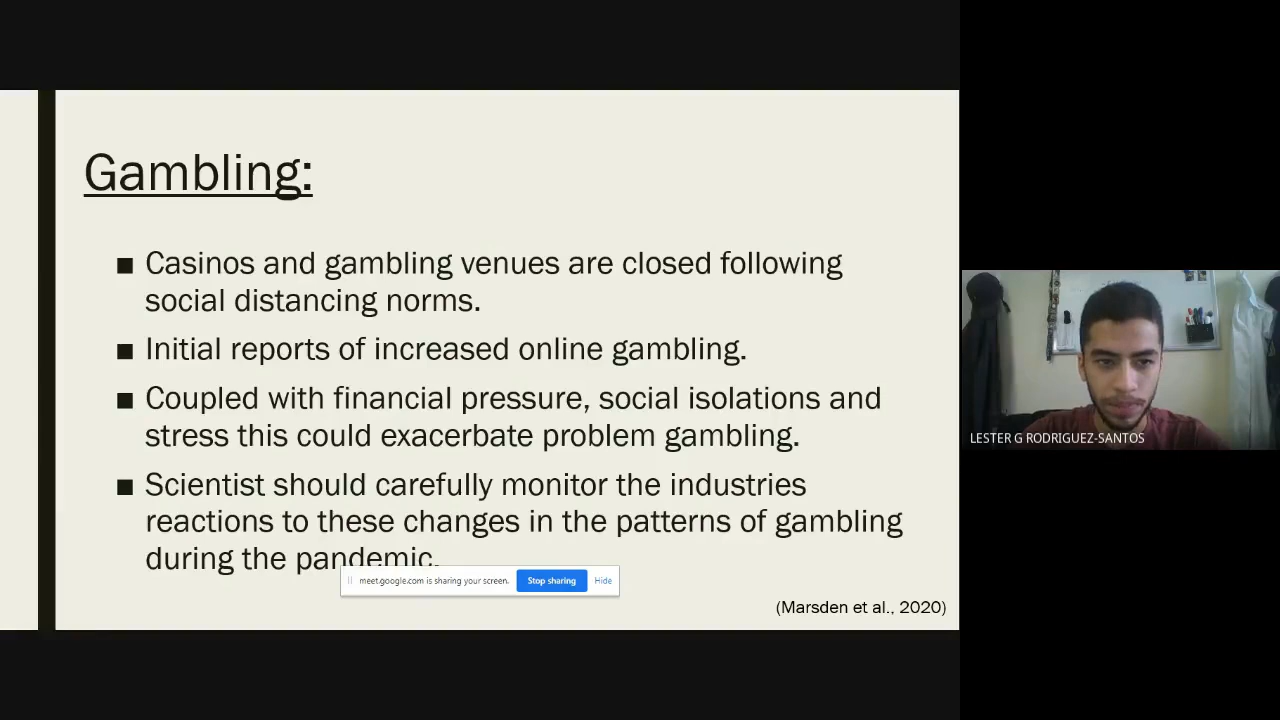 Gambling:
■ Casinos and gambling venues are closed following
social distancing norms.
■ Initial reports of increased online gambling.
■ Coupled with financial pressure, social isolations and
stress this could exacerbate problem gambling.
■ Scientist should carefully monitor the industries
reactions to these changes in the patterns of gambling
during the pandemic.
meet.google.com is sharing your screen. Stop sharing Hide
(Marsden et al., 2020)
LESTER G RODRIGUEZ-SANTOS